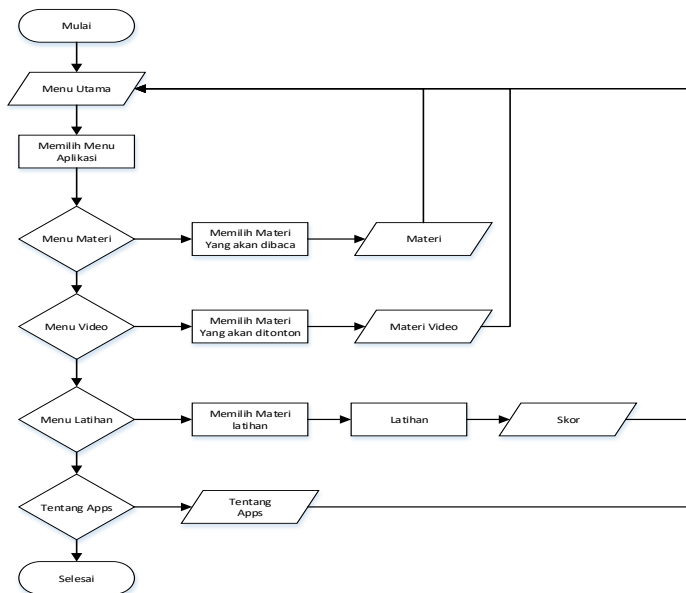 Mulai
Menu Utama
Memilih Menu
Aplikasi
Menu Materi
Memilih Materi
Yang akan dibaca
Materi
Menu Video
Memilih Materi
Yang akan ditonton
Materi Video
Menu Latihan
Memilih Materi
latihan
Latihan
Skor
Tentang Apps
Tentang
Apps
Selesai